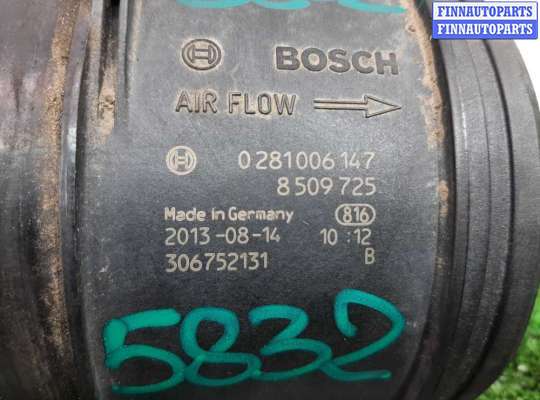 FINNAUTOPARTS
FINNAUTOPARTS
BOSCH
AIR FLOW
0 281 006 147
8 509 725
Made in Germany 816
2013-08-14 10:12
306752131 B
5832